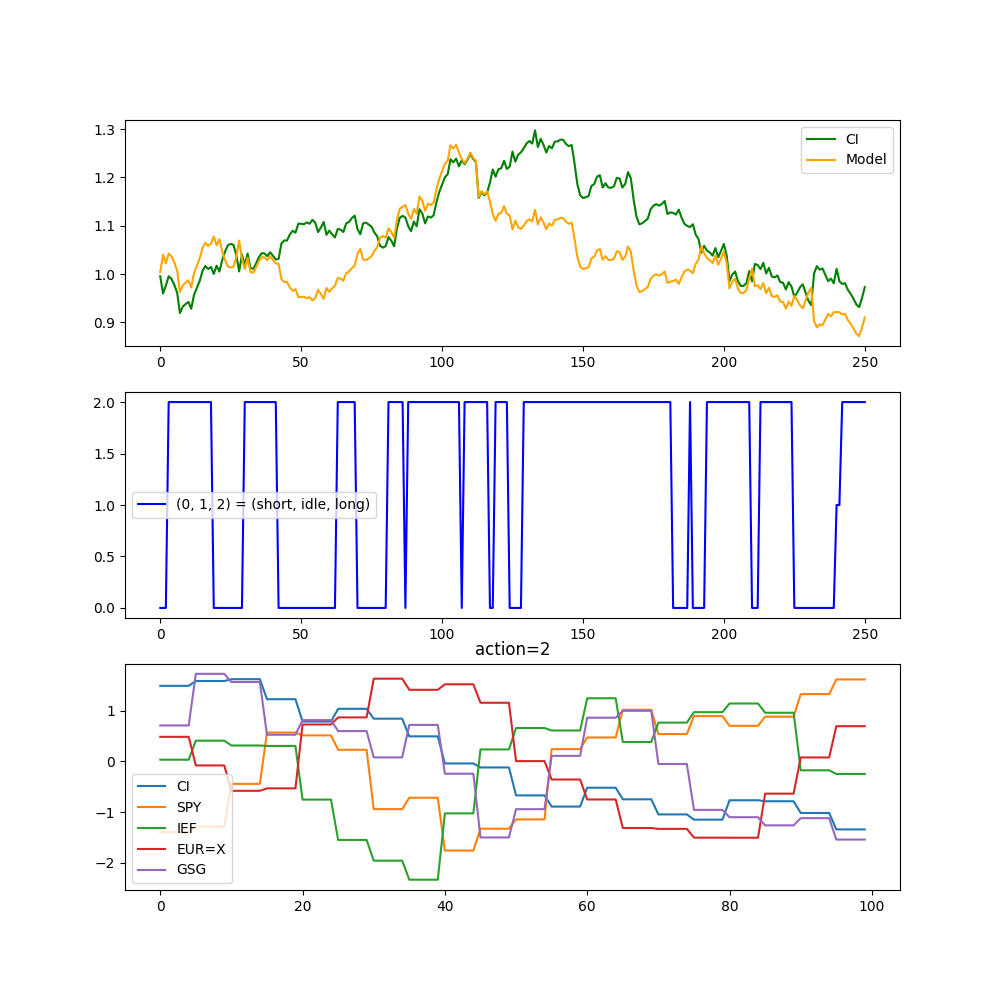 1.3
1.2
1.1
1.0
0.9
CI
Model
0 50 100 150 200 250
2.0
1.5
1.0
0.5
0.0
(0, 1, 2) = (short, idle, long)
0 50 100 150 200 250
action=2
1
0
−1
−2
CI
SPY
IEF
EUR=X
GSG
0 20 40 60 80 100